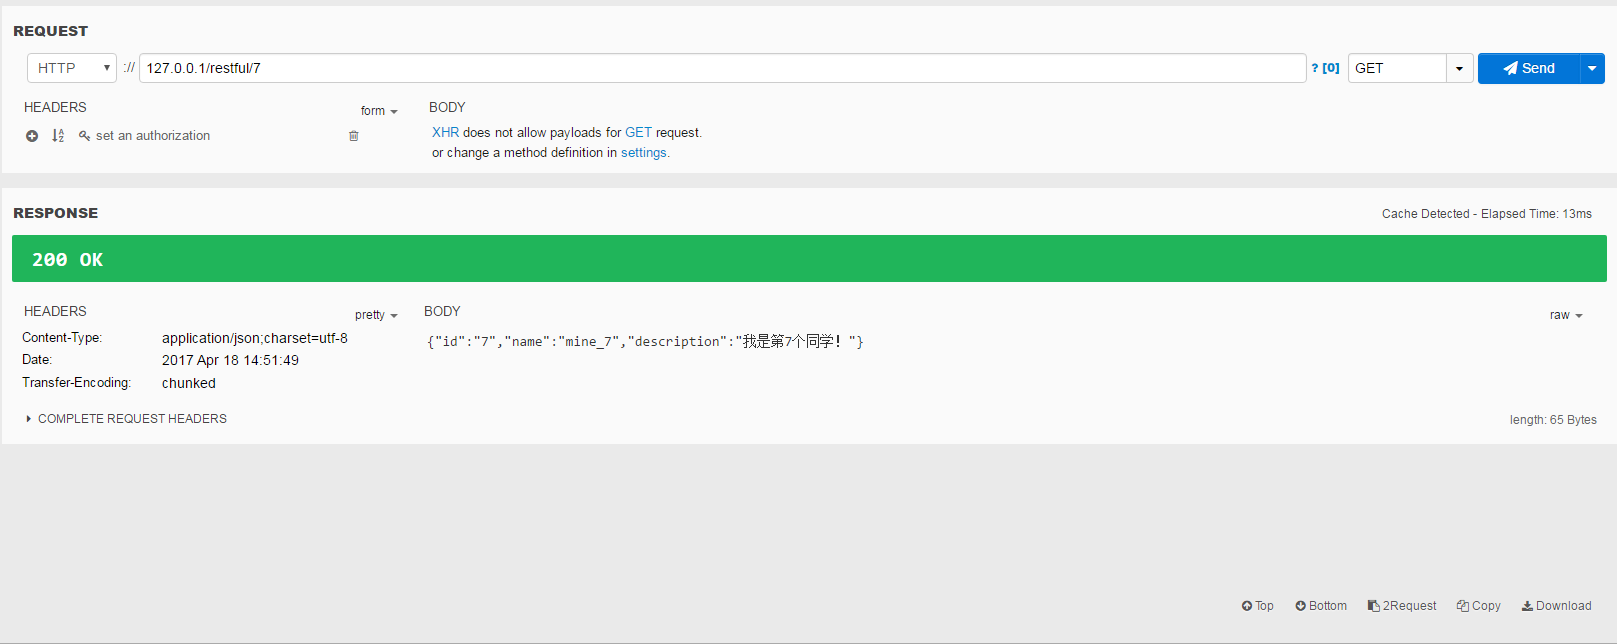 REQUEST
HTTP :// 127.0.0.1/restful/7 ? [0] GET Send
HEADERS form BODY
set an authorization XHR does not allow payloads for GET request.
or change a method definition in settings.
RESPONSE Cache Detected - Elapsed Time: 13ms
200 OK
HEADERS pretty BODY raw
Content-Type: application/json;charset=utf-8 {"id":"7","name":"mine_7","description":"我是第7个同学！"}
Date: 2017 Apr 18 14:51:49
Transfer-Encoding: chunked
COMPLETE REQUEST HEADERS length: 65 Bytes
Top Bottom 2Request Copy Download